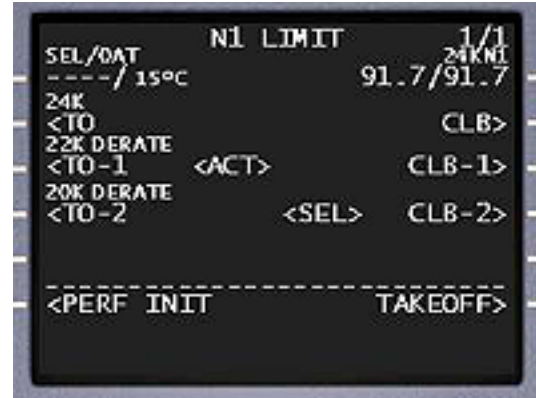 N1 LIMIT 1/1
SEL/OAT 24KN1
----/ 15°C 91.7/91.7
24K
<TO CLB>
22K DERATE
<TO-1 <ACT> CLB-1>
20K DERATE
<TO-2 <SEL> CLB-2>
--------------------------------
<PERF INIT TAKEOFF>